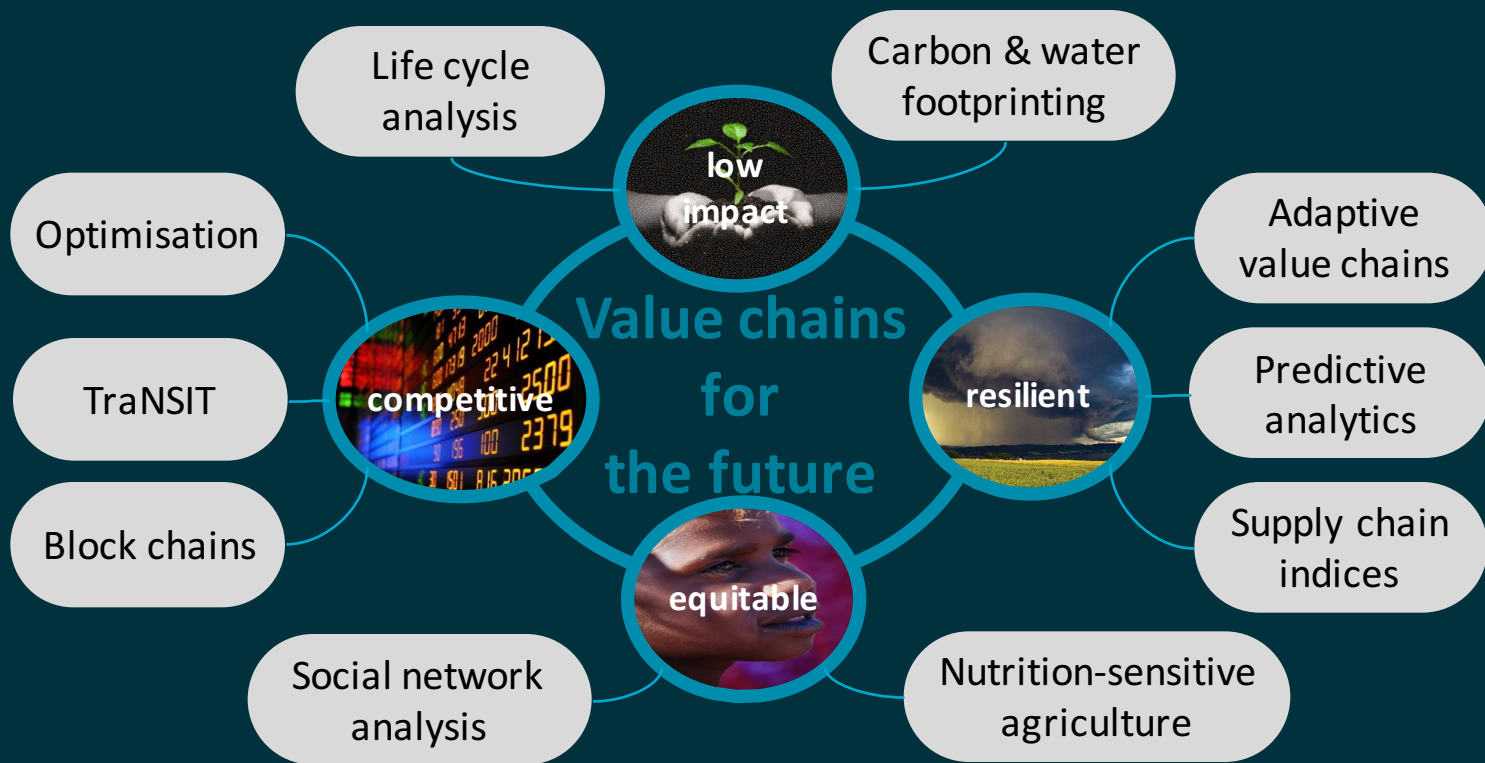 Life cycle
analysis
Carbon & water
footprinting
low
impact
Optimisation
Adaptive
value chains
Value chains
for
the future
TraNSIT
competitive
resilient
Predictive
analytics
Block chains
Supply chain
indices
equitable
Social network
analysis
Nutrition-sensitive
agriculture